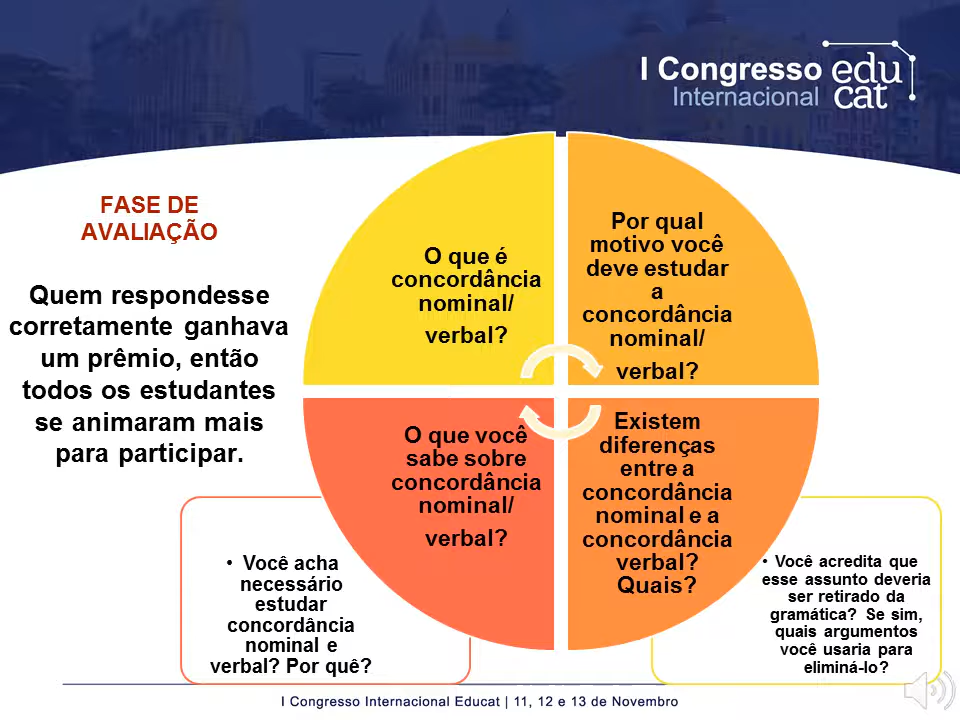 I Congresso
Internacional
edu
cat
FASE DE
AVALIAÇÃO
Quem respondesse
corretamente ganhava
um prêmio, então
todos os estudantes
se animaram mais
para participar.
O que é
concordância
nominal/
verbal?
Por qual
motivo você
deve estudar
a
concordância
nominal/
verbal?
O que você
sabe sobre
concordância
nominal/
verbal?
Existem
diferenças
entre a
concordância
nominal e a
concordância
verbal?
Quais?
• Você acha
necessário
estudar
concordância
nominal e
verbal? Por quê?
• Você acredita que
esse assunto deveria
ser retirado da
gramática? Se sim,
quais argumentos
você usaria para
eliminá-lo?
I Congresso Internacional Educat | 11, 12 e 13 de Novembro